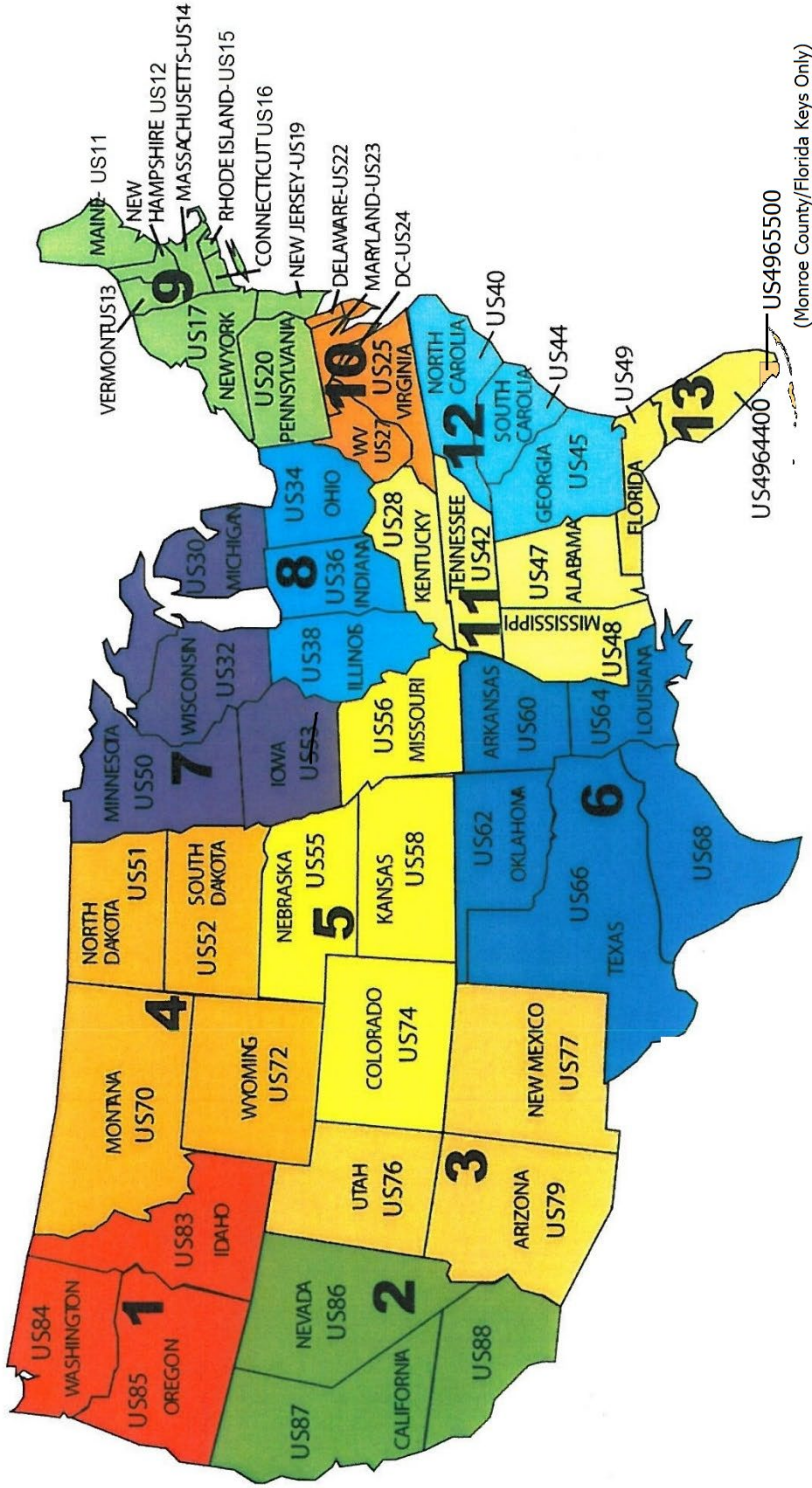 US84
WASHINGTON
1
US85
OREGON
US83
IDAHO
MONTANA
US70
4
WYOMING
US72
NORTH
DAKOTA
US51
SOUTH
DAKOTA
US52
MINNESOTA
US50
7
WISCONSIN
US32
IOWA
US53
US30
MICHIGAN
NEVADA
US86
2
US87
CALIFORNIA
US88
UTAH
US76
3
ARIZONA
US79
NEW MEXICO
US77
COLORADO
US74
NEBRASKA
US55
5
KANSAS
US58
US56
MISSOURI
US62
OKLAHOMA
US66
6
TEXAS
US68
ARKANSAS
US60
US64
LOUISIANA
US38
ILLINOIS
8
US36
INDIANA
US34
OHIO
US28
KENTUCKY
TENNESSEE
US42
11
MISSISSIPPI
US48
US47
ALABAMA
VERMONTUS13
MAINE- US11
NEW
HAMPSHIRE US12
MASSACHUSETTS-US14
RHODE ISLAND- US15
CONNECTICUT US16
NEW JERSEY-US19
9
US17
NEWYORK
US20
PENNSYLVANIA
DELAWARE-US22
MARYLAND-US23
DC-US24
10
US25
VIRGINIA
WV
US27
NORTH
CAROLIA
US40
12
SOUTH
CAROLIA
US44
GEORGIA
US45
FLORIDA
US49
13
US4964400
US4965500
(Monroe County/Florida Keys Only)